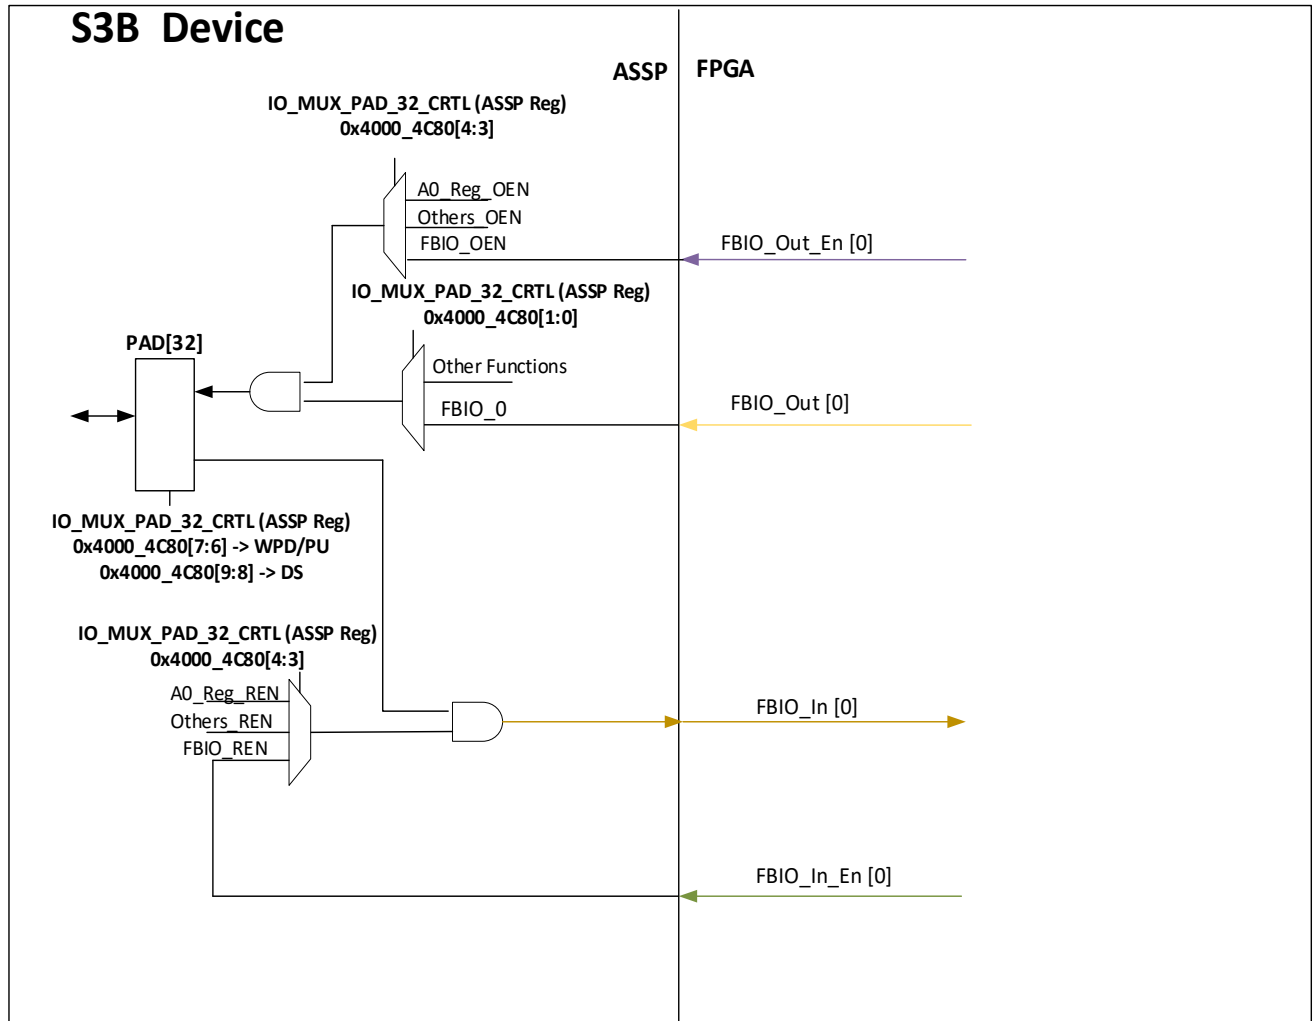 S3B Device
ASSP FPGA
IO_MUX_PAD_32_CRTL (ASSP Reg)
0x4000_4C80[4:3]
A0_Reg_OEN
Others_OEN
FBIO_OEN
FBIO_Out_En [0]
IO_MUX_PAD_32_CRTL (ASSP Reg)
0x4000_4C80[1:0]
PAD[32]
Other Functions
FBIO_0
FBIO_Out [0]
IO_MUX_PAD_32_CRTL (ASSP Reg)
0x4000_4C80[7:6] -> WPD/PU
0x4000_4C80[9:8] -> DS
IO_MUX_PAD_32_CRTL (ASSP Reg)
0x4000_4C80[4:3]
A0_Reg_REN
Others_REN
FBIO_REN
FBIO_In [0]
FBIO_In_En [0]